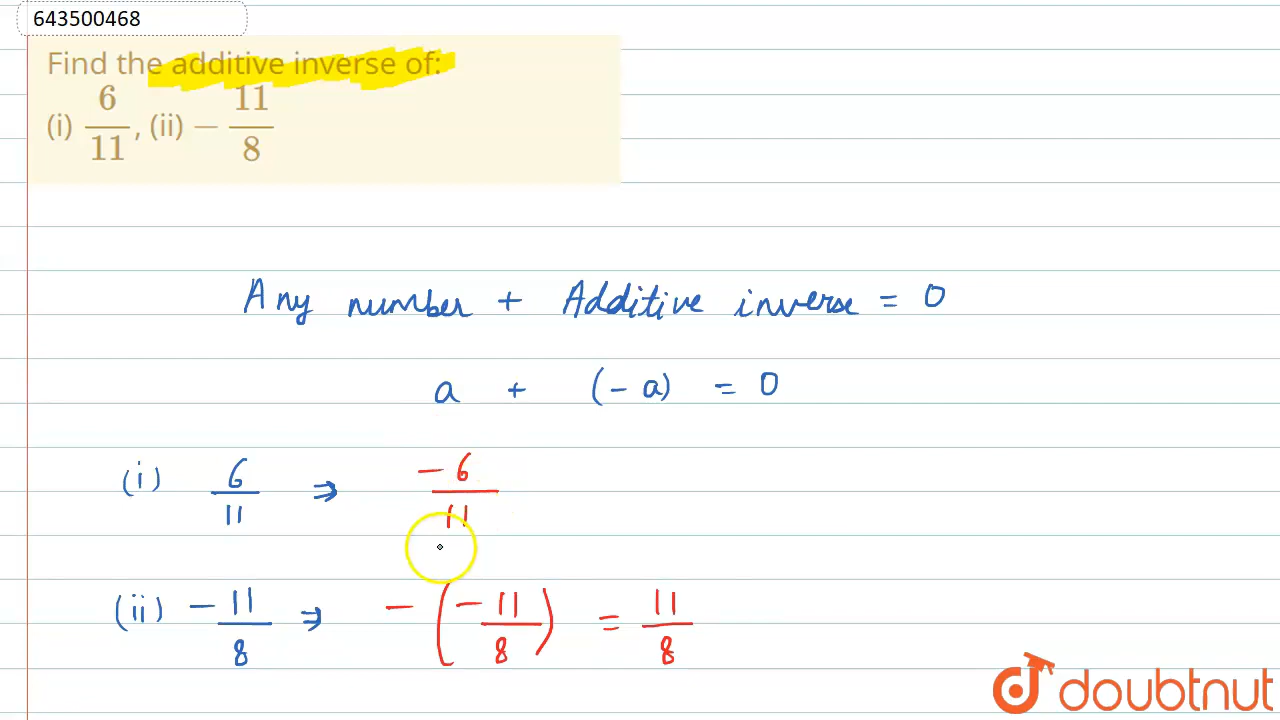 643500468
Find the additive inverse of:
(i) 6/11, (ii) − 11/8
Any number + Additive inverse = 0
a + (- a) = 0
(i) 6/11 ⇒ -6/11
(ii) -11/8 ⇒ -(-11/8) = 11/8
doubtnut